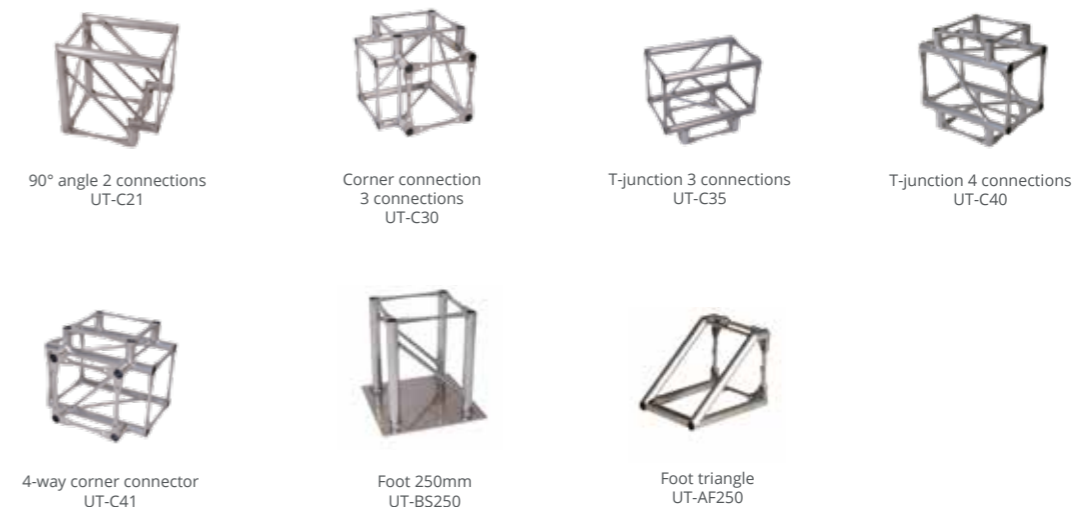 90° angle 2 connections
UT-C21
Corner connection
3 connections
UT-C30
T-junction 3 connections
UT-C35
T-junction 4 connections
UT-C40
4-way corner connector
UT-C41
Foot 250mm
UT-BS250
Foot triangle
UT-AF250